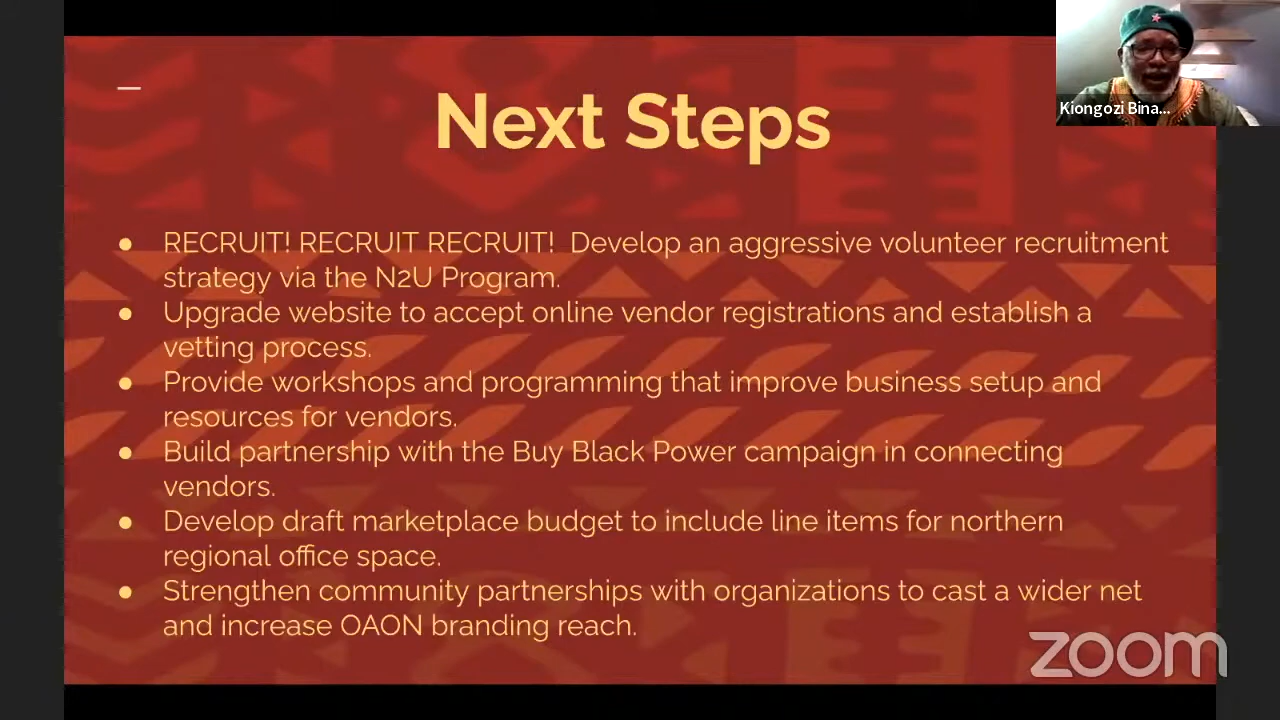 Kiongozi Bina...
Next Steps
● RECRUIT! RECRUIT RECRUIT! Develop an aggressive volunteer recruitment
strategy via the N2U Program.
● Upgrade website to accept online vendor registrations and establish a
vetting process.
● Provide workshops and programming that improve business setup and
resources for vendors.
● Build partnership with the Buy Black Power campaign in connecting
vendors.
● Develop draft marketplace budget to include line items for northern
regional office space.
● Strengthen community partnerships with organizations to cast a wider net
and increase OAON branding reach.
zoom